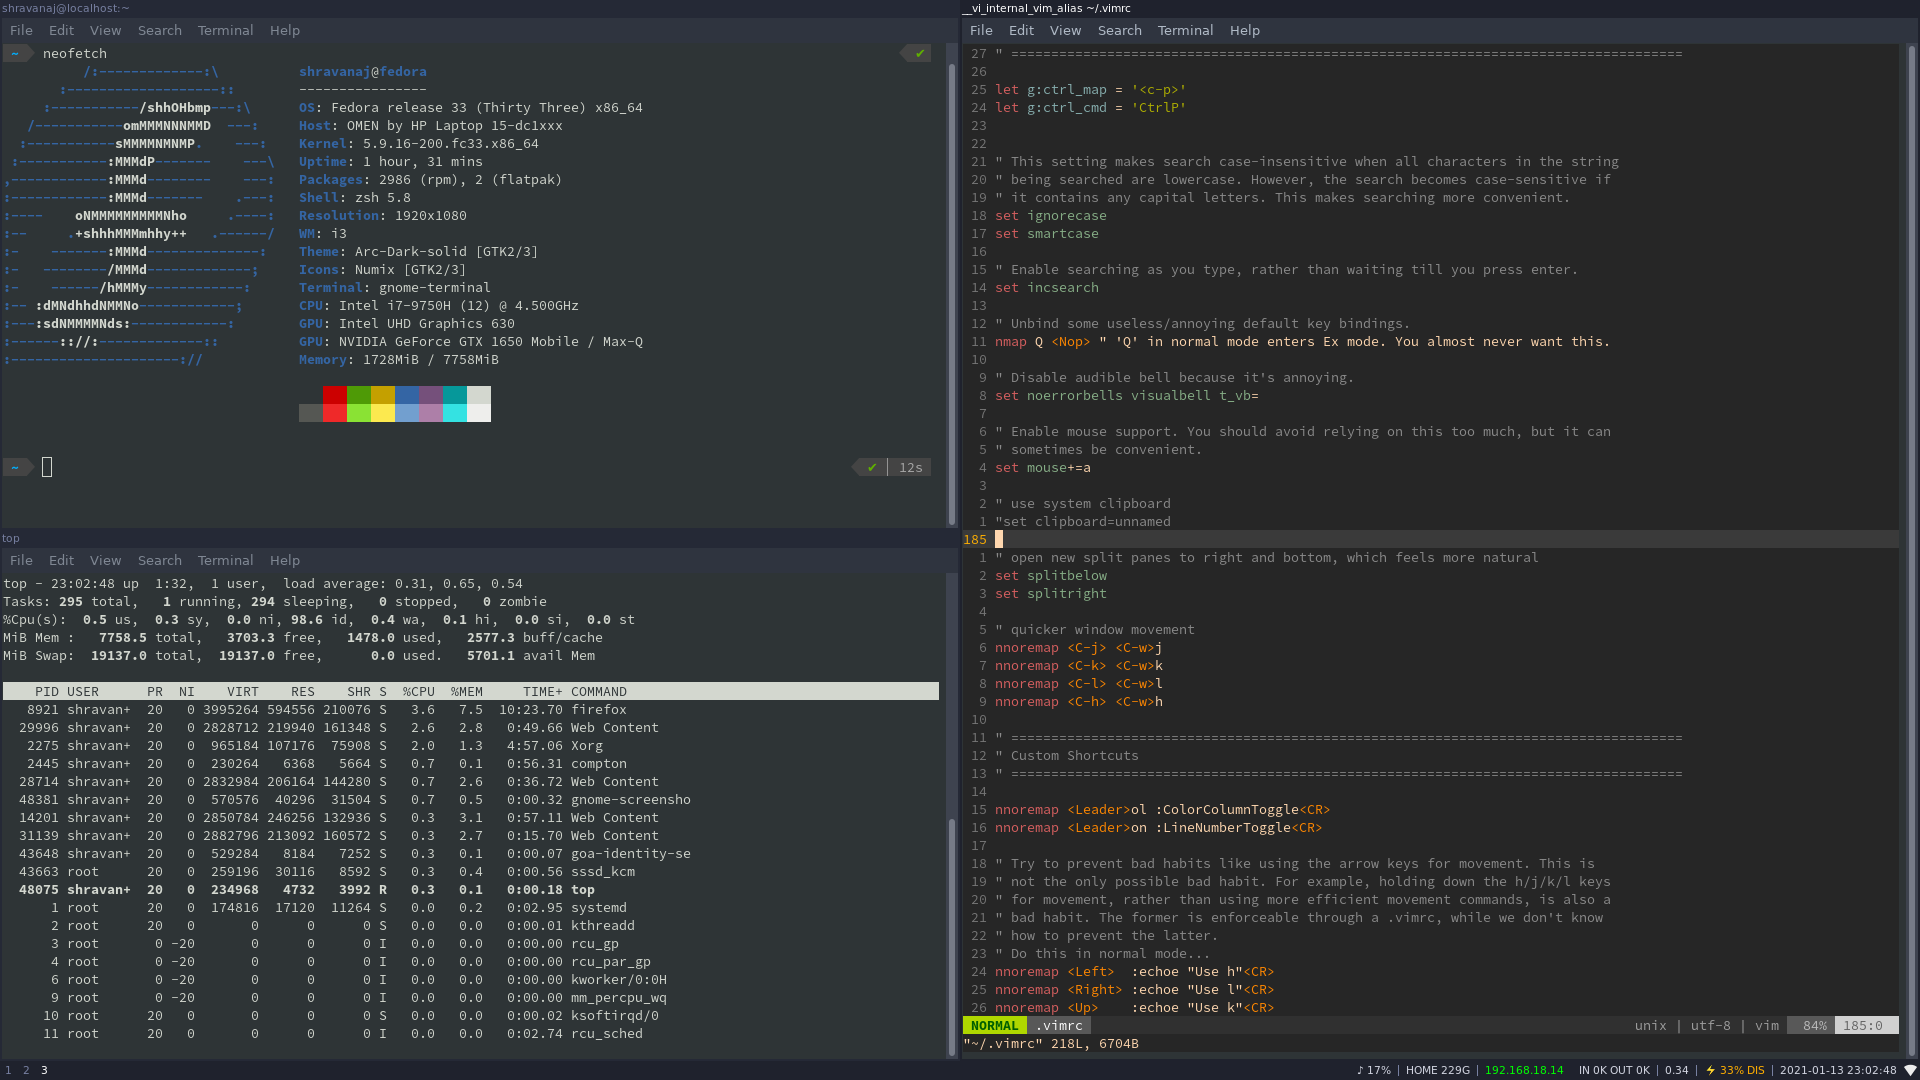 shravanaj@localhost:~
File Edit View Search Terminal Help
~ neofetch ✔
/:-------------:\ shravanaj@fedora
:-------------------:: ----------------
:-----------/shhOHbmp---:\ OS: Fedora release 33 (Thirty Three) x86_64
/-----------omMMMNNNMMD ---: Host: OMEN by HP Laptop 15-dc1xxx
:-----------sMMMMNMNMP. ---: Kernel: 5.9.16-200.fc33.x86_64
:-----------:MMMdP------- ---\ Uptime: 1 hour, 31 mins
,------------:MMMd-------- ---: Packages: 2986 (rpm), 2 (flatpak)
:------------:MMMd------- .---: Shell: zsh 5.8
:---- oNMMMMMMMMMNho .----: Resolution: 1920x1080
:-- .+shhhMMMmhhy++ .------/ WM: i3
:- -------:MMMd--------------: Theme: Arc-Dark-solid [GTK2/3]
:- --------/MMMd-------------; Icons: Numix [GTK2/3]
:- ------/hMMMy------------: Terminal: gnome-terminal
:-- :dMNdhhdNMMNo------------; CPU: Intel i7-9750H (12) @ 4.500GHz
:---:sdNMMMMNds:------------: GPU: Intel UHD Graphics 630
:------:://:-------------:: GPU: NVIDIA GeForce GTX 1650 Mobile / Max-Q
:---------------------:// Memory: 1728MiB / 7758MiB
~ ✔ 12s
top
File Edit View Search Terminal Help
top - 23:02:48 up 1:32, 1 user, load average: 0.31, 0.65, 0.54
Tasks: 295 total, 1 running, 294 sleeping, 0 stopped, 0 zombie
%Cpu(s): 0.5 us, 0.3 sy, 0.0 ni, 98.6 id, 0.4 wa, 0.1 hi, 0.0 si, 0.0 st
MiB Mem : 7758.5 total, 3703.3 free, 1478.0 used, 2577.3 buff/cache
MiB Swap: 19137.0 total, 19137.0 free, 0.0 used. 5701.1 avail Mem
PID USER PR NI VIRT RES SHR S %CPU %MEM TIME+ COMMAND
8921 shravan+ 20 0 3995264 594556 210076 S 3.6 7.5 10:23.70 firefox
29996 shravan+ 20 0 2828712 219940 161348 S 2.6 2.8 0:49.66 Web Content
2275 shravan+ 20 0 965184 107176 75908 S 2.0 1.3 4:57.06 Xorg
2445 shravan+ 20 0 230264 6368 5664 S 0.7 0.1 0:56.31 compton
28714 shravan+ 20 0 2832984 206164 144280 S 0.7 2.6 0:36.72 Web Content
48381 shravan+ 20 0 570576 40296 31504 S 0.7 0.5 0:00.32 gnome-screensho
14201 shravan+ 20 0 2850784 246256 132936 S 0.3 3.1 0:57.11 Web Content
31139 shravan+ 20 0 2882796 213092 160572 S 0.3 2.7 0:15.70 Web Content
43648 shravan+ 20 0 529284 8184 7252 S 0.3 0.1 0:00.07 goa-identity-se
43663 root 20 0 259196 30116 8592 S 0.3 0.4 0:00.56 sssd_kcm
48075 shravan+ 20 0 234968 4732 3992 R 0.3 0.1 0:00.18 top
1 root 20 0 174816 17120 11264 S 0.0 0.2 0:02.95 systemd
2 root 20 0 0 0 0 S 0.0 0.0 0:00.01 kthreadd
3 root 0 -20 0 0 0 I 0.0 0.0 0:00.00 rcu_gp
4 root 0 -20 0 0 0 I 0.0 0.0 0:00.00 rcu_par_gp
6 root 0 -20 0 0 0 I 0.0 0.0 0:00.00 kworker/0:0H
9 root 0 -20 0 0 0 I 0.0 0.0 0:00.00 mm_percpu_wq
10 root 20 0 0 0 0 S 0.0 0.0 0:00.02 ksoftirqd/0
11 root 20 0 0 0 0 I 0.0 0.0 0:02.74 rcu_sched
__vi_internal_vim_alias ~/.vimrc
File Edit View Search Terminal Help
27 " ====================================================================================
26
25 let g:ctrl_map = '<c-p>'
24 let g:ctrl_cmd = 'CtrlP'
23
22
21 " This setting makes search case-insensitive when all characters in the string
20 " being searched are lowercase. However, the search becomes case-sensitive if
19 " it contains any capital letters. This makes searching more convenient.
18 set ignorecase
17 set smartcase
16
15 " Enable searching as you type, rather than waiting till you press enter.
14 set incsearch
13
12 " Unbind some useless/annoying default key bindings.
11 nmap Q <Nop> " 'Q' in normal mode enters Ex mode. You almost never want this.
10
9 " Disable audible bell because it's annoying.
8 set noerrorbells visualbell t_vb=
7
6 " Enable mouse support. You should avoid relying on this too much, but it can
5 " sometimes be convenient.
4 set mouse+=a
3
2 " use system clipboard
1 "set clipboard=unnamed
185
1 " open new split panes to right and bottom, which feels more natural
2 set splitbelow
3 set splitright
4
5 " quicker window movement
6 nnoremap <C-j> <C-w>j
7 nnoremap <C-k> <C-w>k
8 nnoremap <C-l> <C-w>l
9 nnoremap <C-h> <C-w>h
10
11 " ====================================================================================
12 " Custom Shortcuts
13 " ====================================================================================
14
15 nnoremap <Leader>ol :ColorColumnToggle<CR>
16 nnoremap <Leader>on :LineNumberToggle<CR>
17
18 " Try to prevent bad habits like using the arrow keys for movement. This is
19 " not the only possible bad habit. For example, holding down the h/j/k/l keys
20 " for movement, rather than using more efficient movement commands, is also a
21 " bad habit. The former is enforceable through a .vimrc, while we don't know
22 " how to prevent the latter.
23 " Do this in normal mode...
24 nnoremap <Left> :echoe "Use h"<CR>
25 nnoremap <Right> :echoe "Use l"<CR>
26 nnoremap <Up> :echoe "Use k"<CR>
NORMAL .vimrc unix | utf-8 | vim 84% 185:0
"~/.vimrc" 218L, 6704B
1 2 3 ♪ 17% | HOME 229G | 192.168.18.14 IN 0K OUT 0K | 0.34 | ⚡ 33% DIS | 2021-01-13 23:02:48